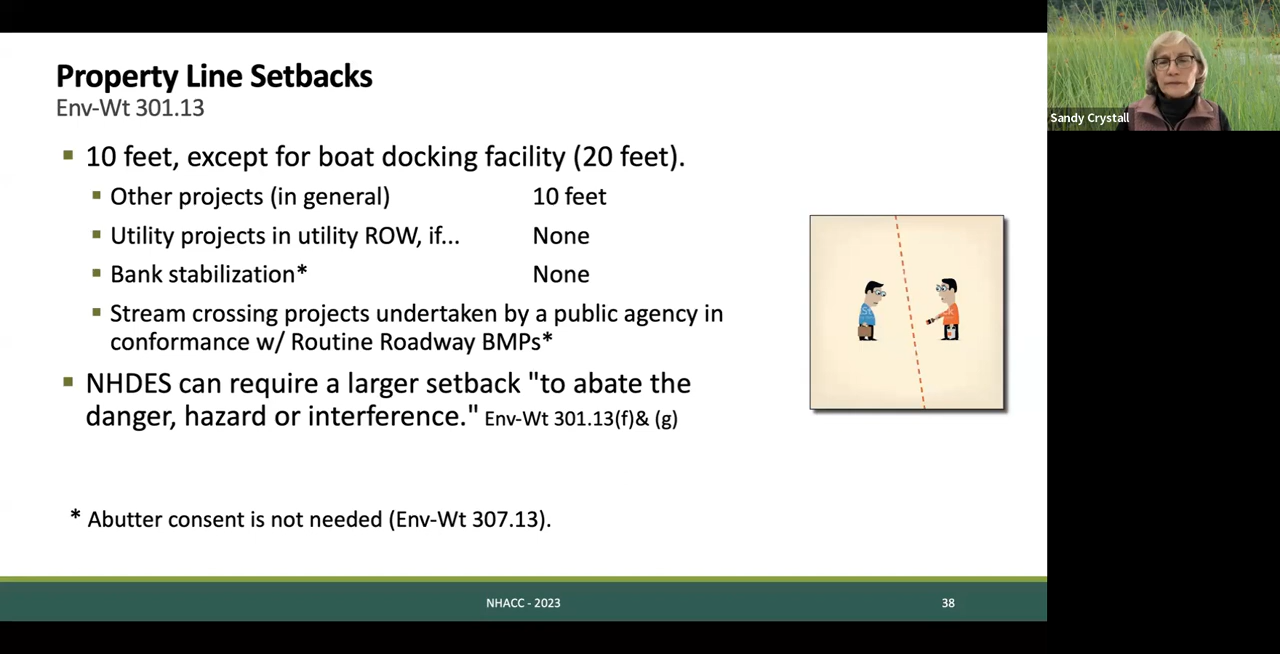 Property Line Setbacks
Env-Wt 301.13
▪ 10 feet, except for boat docking facility (20 feet).
▪ Other projects (in general) 10 feet
▪ Utility projects in utility ROW, if... None
▪ Bank stabilization* None
▪ Stream crossing projects undertaken by a public agency in
conformance w/ Routine Roadway BMPs*
▪ NHDES can require a larger setback "to abate the
danger, hazard or interference." Env-Wt 301.13(f)& (g)
* Abutter consent is not needed (Env-Wt 307.13).
NHACC - 2023
38
Sandy Crystall